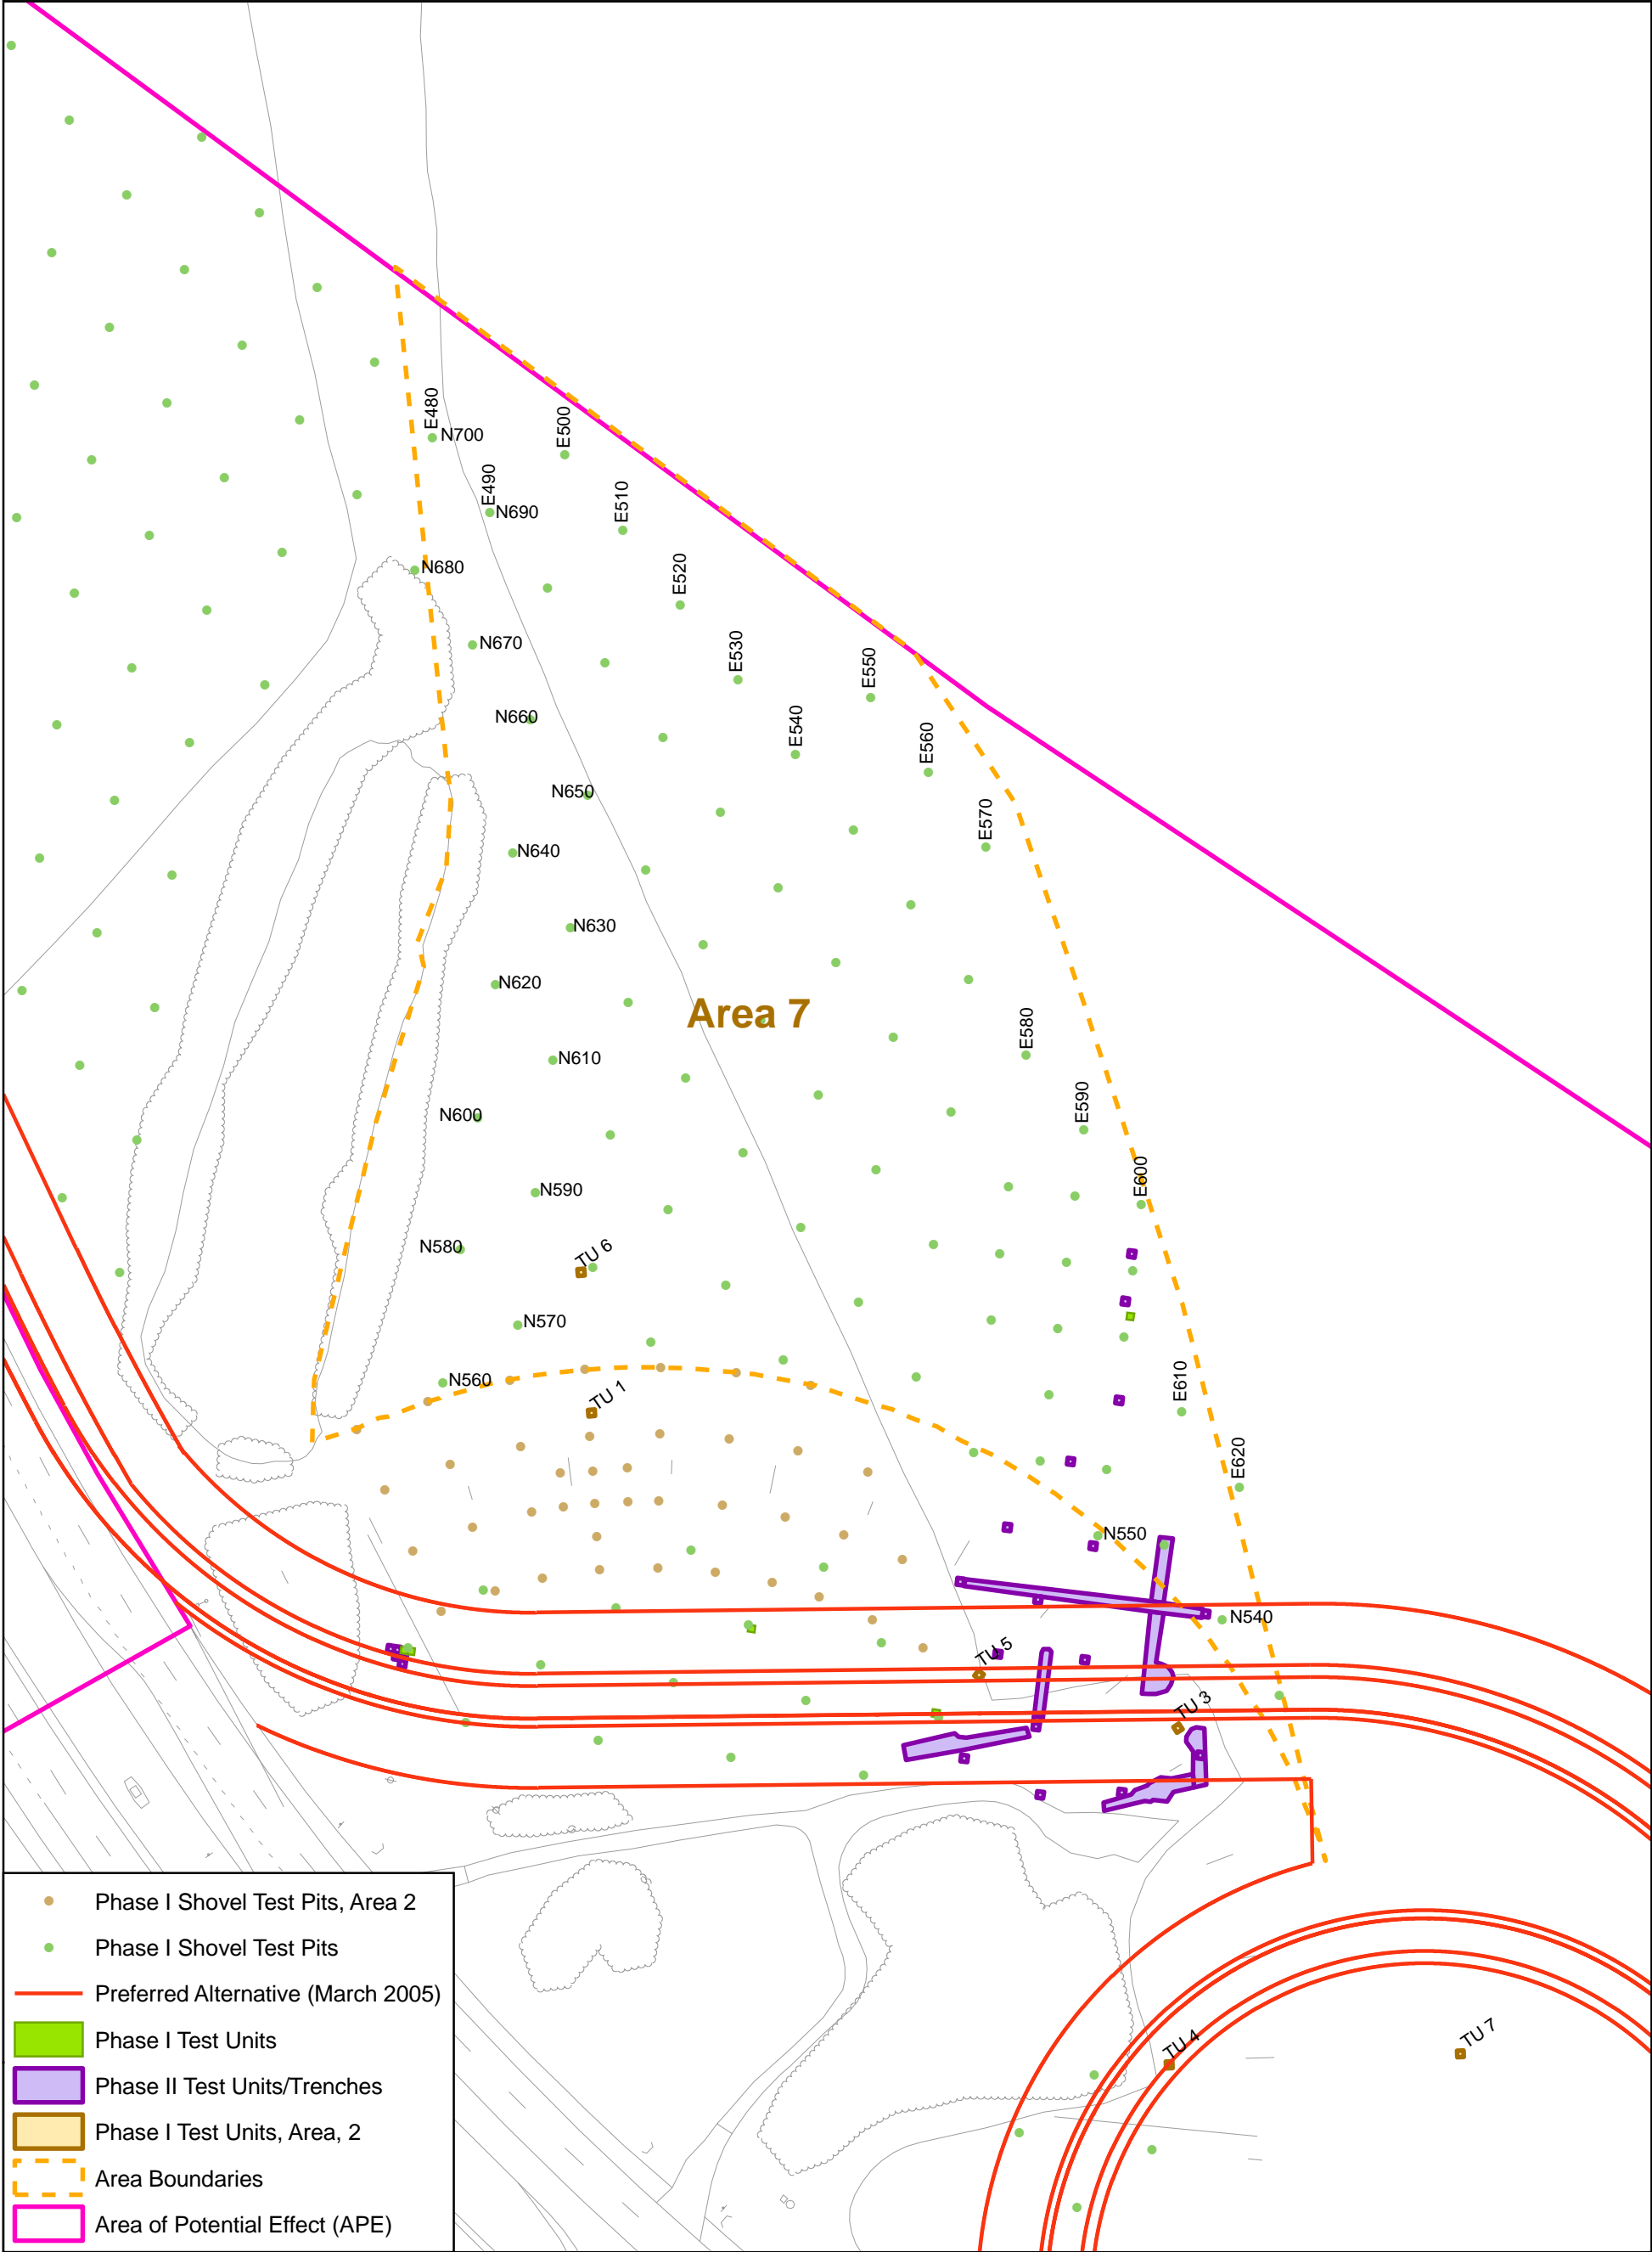 E480
N700
E500
E490
N690
E510
N680
E520
N670
E530
E550
N660
E540
E560
N650
E570
N640
N630
N620
Area 7
E580
N610
N600
E590
E600
N590
N580
TU 6
N570
N560
TU 1
E610
E620
N550
N540
TU 5
TU 3
TU 4
TU 7
Phase I Shovel Test Pits, Area 2
Phase I Shovel Test Pits
Preferred Alternative (March 2005)
Phase I Test Units
Phase II Test Units/Trenches
Phase I Test Units, Area, 2
Area Boundaries
Area of Potential Effect (APE)